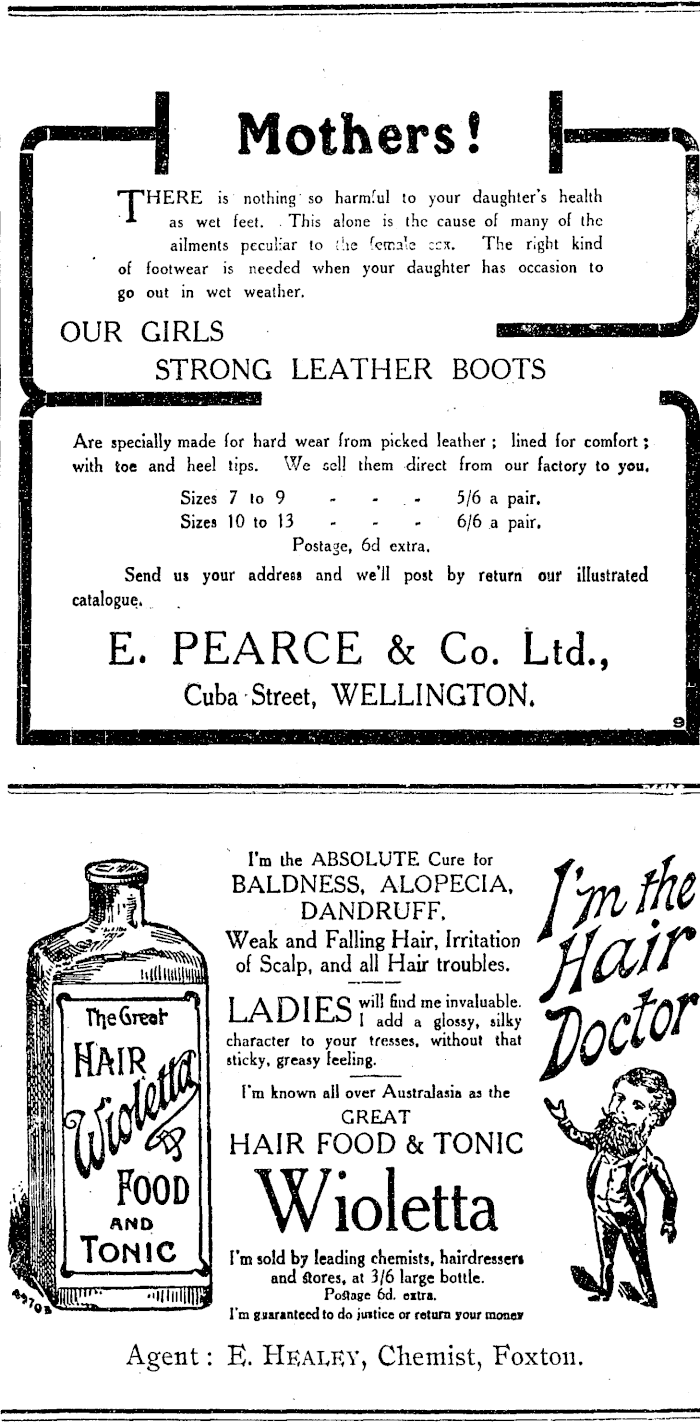 Mothers!
THERE is nothing so harmful to your daughter's health
as wet feet. This alone is the cause of many of the
ailments peculiar to the female sex. The right kind
of footwear is needed when your daughter has occasion to
go out in wet weather.
OUR GIRLS
STRONG LEATHER BOOTS
Are specially made for hard wear from picked leather ; lined for comfort ;
with toe and heel tips. We sell them direct from our factory to you.
Sizes 7 to 9 - - - 5/6 a pair.
Sizes 10 to 13 - - - 6/6 a pair.
Postage, 6d extra.
Send us your address and we'll post by return our illustrated
catalogue.
E. PEARCE & Co. Ltd.,
Cuba Street, WELLINGTON.
9
The Great
HAIR
Wioletta
FOOD
AND
TONIC
A970B
I'm the ABSOLUTE Cure for
BALDNESS, ALOPECIA,
DANDRUFF,
Weak and Falling Hair, Irritation
of Scalp, and all Hair troubles.
LADIES will find me invaluable.
I add a glossy, silky
character to your tresses, without that
sticky, greasy feeling.
I'm known all over Australasia as the
GREAT
HAIR FOOD & TONIC
Wioletta
I'm sold by leading chemists, hairdressers
and stores, at 3/6 large bottle.
Postage 6d. extra.
I'm guaranteed to do justice or return your money
I'm the
Hair
Doctor
Agent : E. HEALEY, Chemist, Foxton.